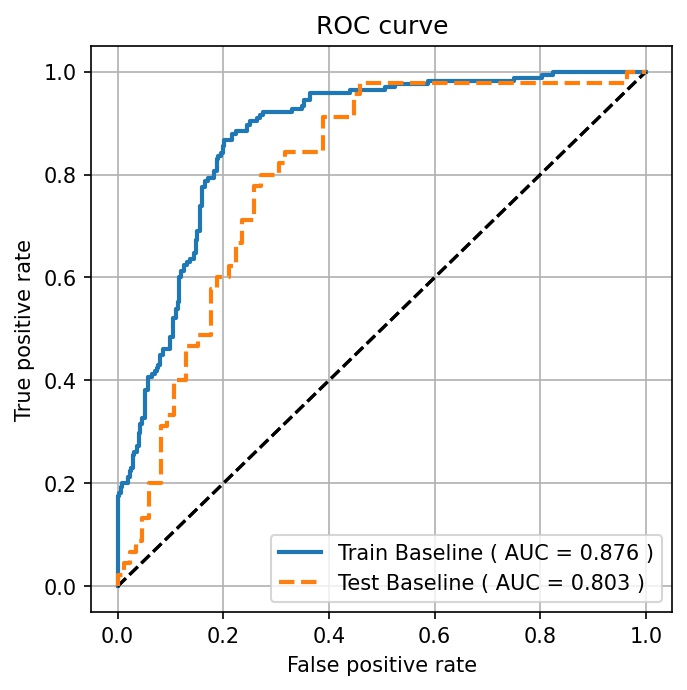 ROC curve
True positive rate
1.0
0.8
0.6
0.4
0.2
0.0
Train Baseline ( AUC = 0.876 )
Test Baseline ( AUC = 0.803 )
0.0 0.2 0.4 0.6 0.8 1.0
False positive rate